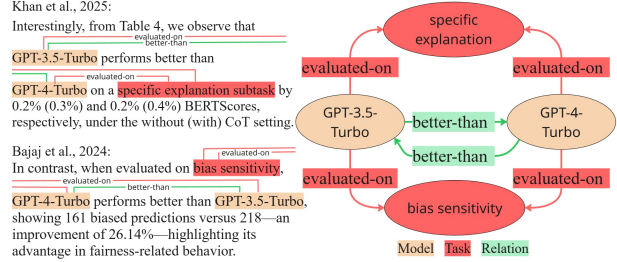 Khan et al., 2025:
Interestingly, from Table 4, we observe that
evaluated-on
better-than
GPT-3.5-Turbo performs better than
evaluated-on
GPT-4-Turbo on a specific explanation subtask by
0.2% (0.3%) and 0.2% (0.4%) BERTScores,
respectively, under the without (with) CoT setting.
Bajaj et al., 2024:
evaluated-on
In contrast, when evaluated on bias sensitivity,
evaluated-on
better-than
GPT-4-Turbo performs better than GPT-3.5-Turbo,
showing 161 biased predictions versus 218—an
improvement of 26.14%—highlighting its
advantage in fairness-related behavior.
specific
explanation
evaluated-on
evaluated-on
GPT-3.5-
Turbo
better-than
GPT-4-
Turbo
better-than
evaluated-on
evaluated-on
bias sensitivity
Model
Task
Relation